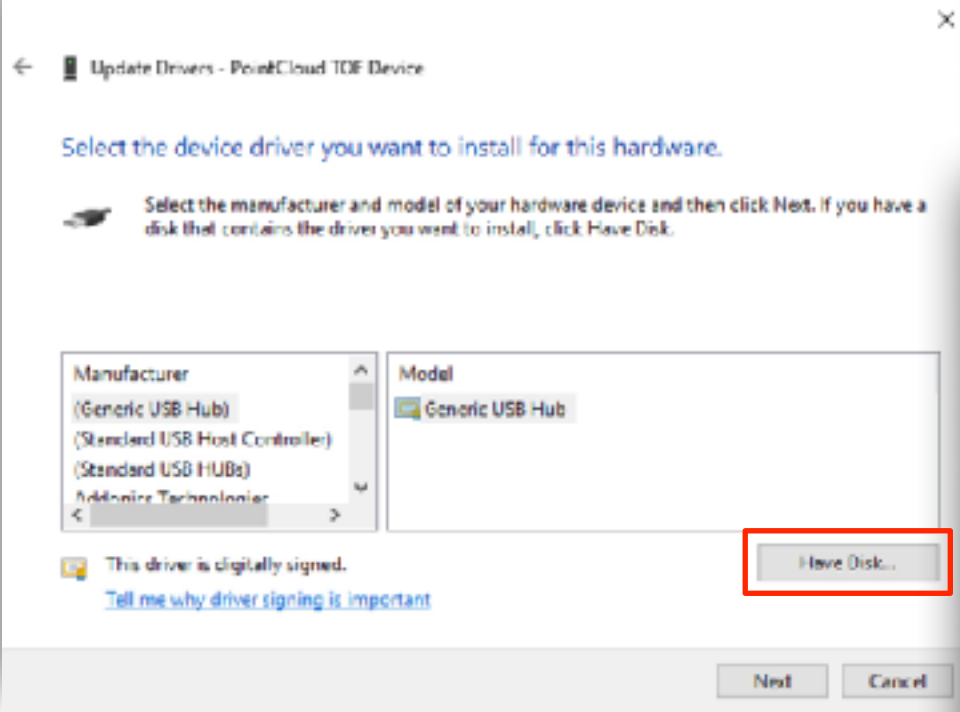 Update Drivers - PointCloud TOF Device
Select the device driver you want to install for this hardware.
Select the manufacturer and model of your hardware device and then click Next. If you have a
disk that contains the driver you want to install, click Have Disk.
Manufacturer
(Generic USB Hub)
(Standard USB Host Controller)
(Standard USB HUBs)
Addonics Technologies
Model
Generic USB Hub
This driver is digitally signed.
Have Disk...
Tell me why driver signing is important
Next
Cancel